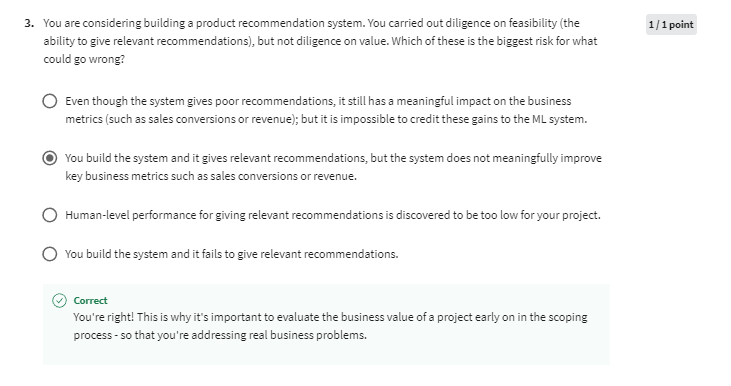 3. You are considering building a product recommendation system. You carried out diligence on feasibility (the
1 / 1 point
ability to give relevant recommendations), but not diligence on value. Which of these is the biggest risk for what
could go wrong?
Even though the system gives poor recommendations, it still has a meaningful impact on the business
metrics (such as sales conversions or revenue); but it is impossible to credit these gains to the ML system.
You build the system and it gives relevant recommendations, but the system does not meaningfully improve
key business metrics such as sales conversions or revenue.
Human-level performance for giving relevant recommendations is discovered to be too low for your project.
You build the system and it fails to give relevant recommendations.
Correct
You're right! This is why it's important to evaluate the business value of a project early on in the scoping
process - so that you're addressing real business problems.